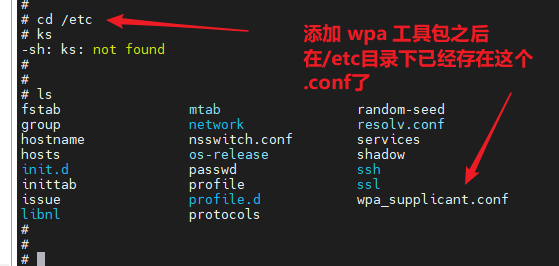 #
# cd /etc
# ks
-sh: ks: not found
#
#
# ls
fstab mtab random-seed
group network resolv.conf
hostname nsswitch.conf services
hosts os-release shadow
init.d passwd ssh
inittab profile ssl
issue profile.d wpa_supplicant.conf
libnl protocols
#
#
#
添加 wpa 工具包之后
在/etc目录下已经存在这个
.conf了